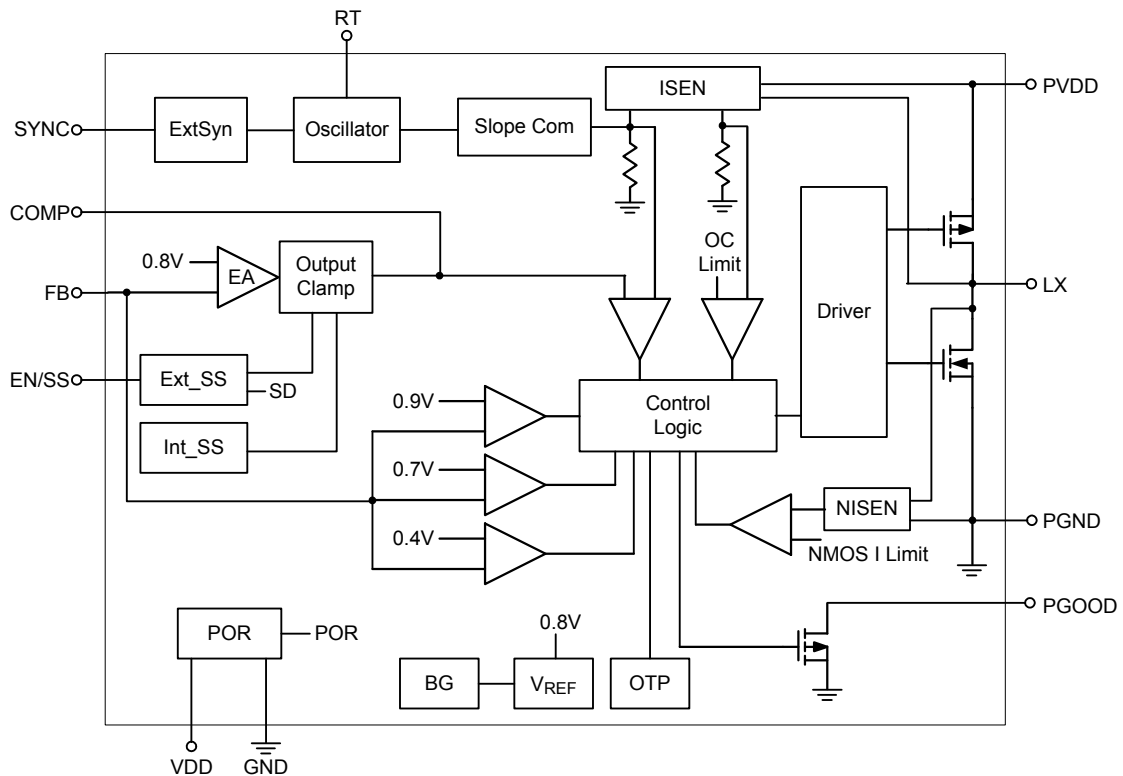 RT
ISEN
PVDD
SYNC
ExtSyn
Oscillator
Slope Com
COMP
0.8V
EA
Output
Clamp
OC
Limit
FB
LX
Driver
EN/SS
Ext_SS
SD
0.9V
Control
Logic
Int_SS
0.7V
NISEN
PGND
0.4V
NMOS I Limit
PGOOD
POR
POR
0.8V
BG
VREF
OTP
VDD
GND